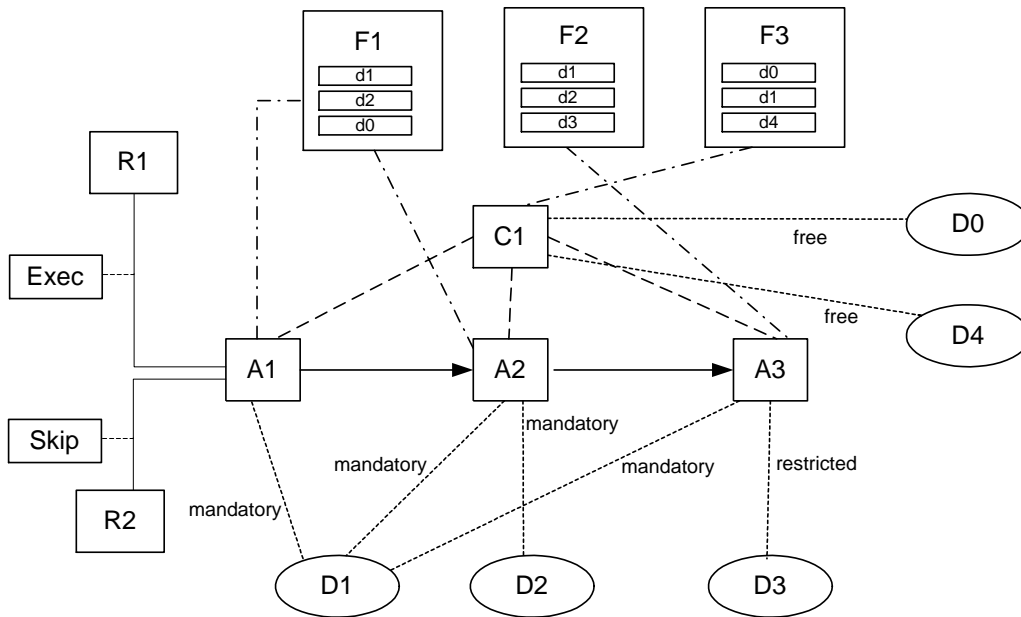 F1
d1
d2
d0
F2
d1
d2
d3
F3
d0
d1
d4
R1
C1
D0
free
Exec
free
D4
A1
A2
A3
Skip
mandatory
mandatory
mandatory
restricted
mandatory
R2
D1
D2
D3